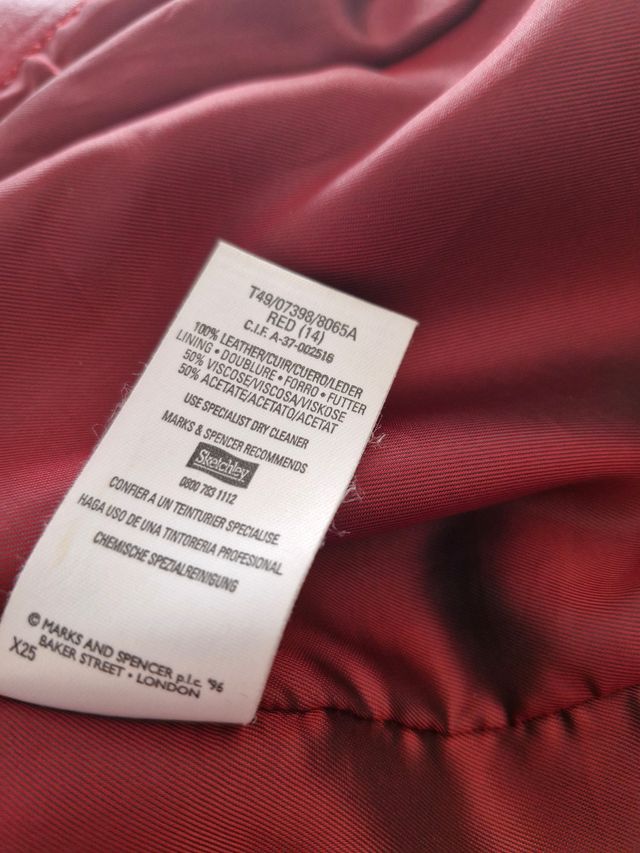 T49/07398/8065A
RED (14)
C.I.F. A-37-002516
100% LEATHER/CUIR/CUERO/LEDER
LINING • DOUBLURE • FORRO • FUTTER
50% VISCOSE/VISCOSA/VISKOSE
50% ACETATE/ACETATO/ACETAT
USE SPECIALIST DRY CLEANER
MARKS & SPENCER RECOMMENDS
Sketchley
0800 763 1112
CONFIER A UN TEINTURIER SPECIALISE.
HAGA USO DE UNA TINTORERIA PROFESIONAL
CHEMISCHE SPEZIALREINIGUNG
© MARKS AND SPENCER p.l.c. '96
BAKER STREET • LONDON
X25